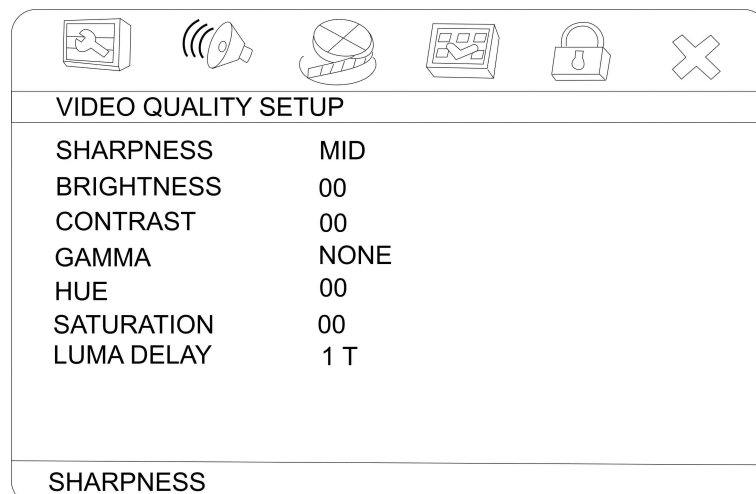 VIDEO QUALITY SETUP
SHARPNESS MID
BRIGHTNESS 00
CONTRAST 00
GAMMA NONE
HUE 00
SATURATION 00
LUMA DELAY 1 T
SHARPNESS